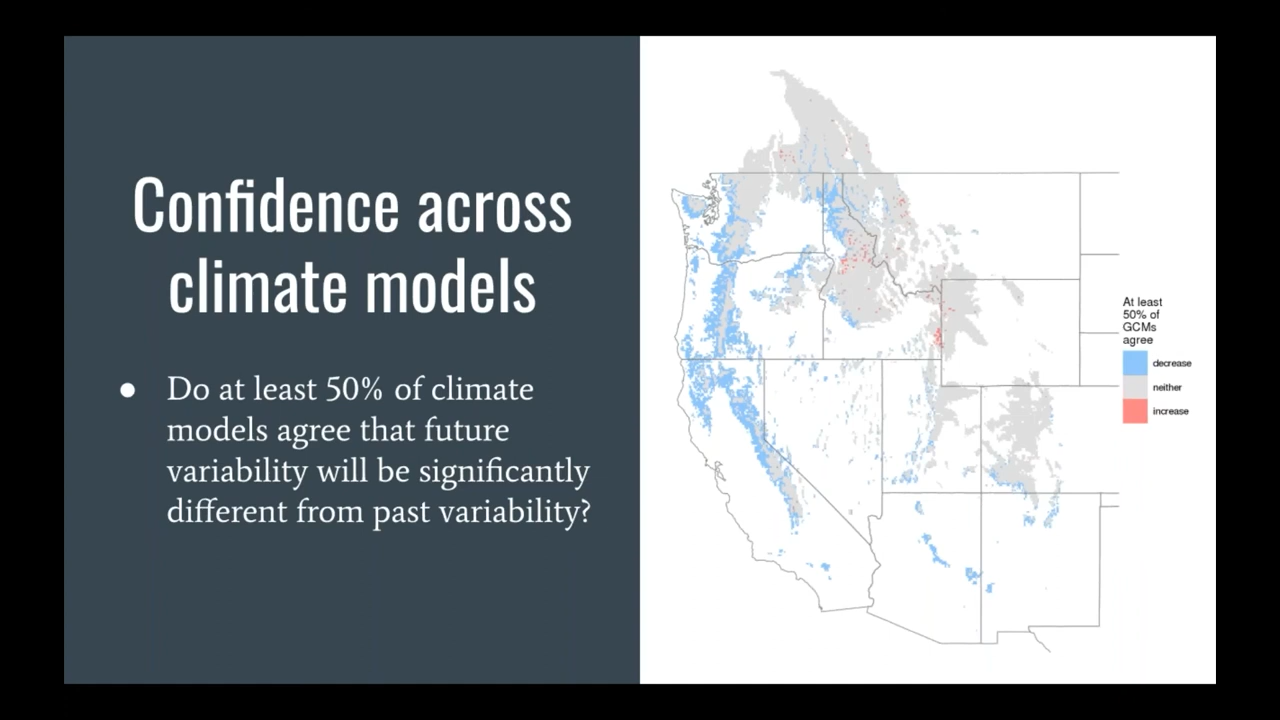 Confidence across
climate models
● Do at least 50% of climate
models agree that future
variability will be significantly
different from past variability?
At least
50% of
GCMs
agree
decrease
neither
increase